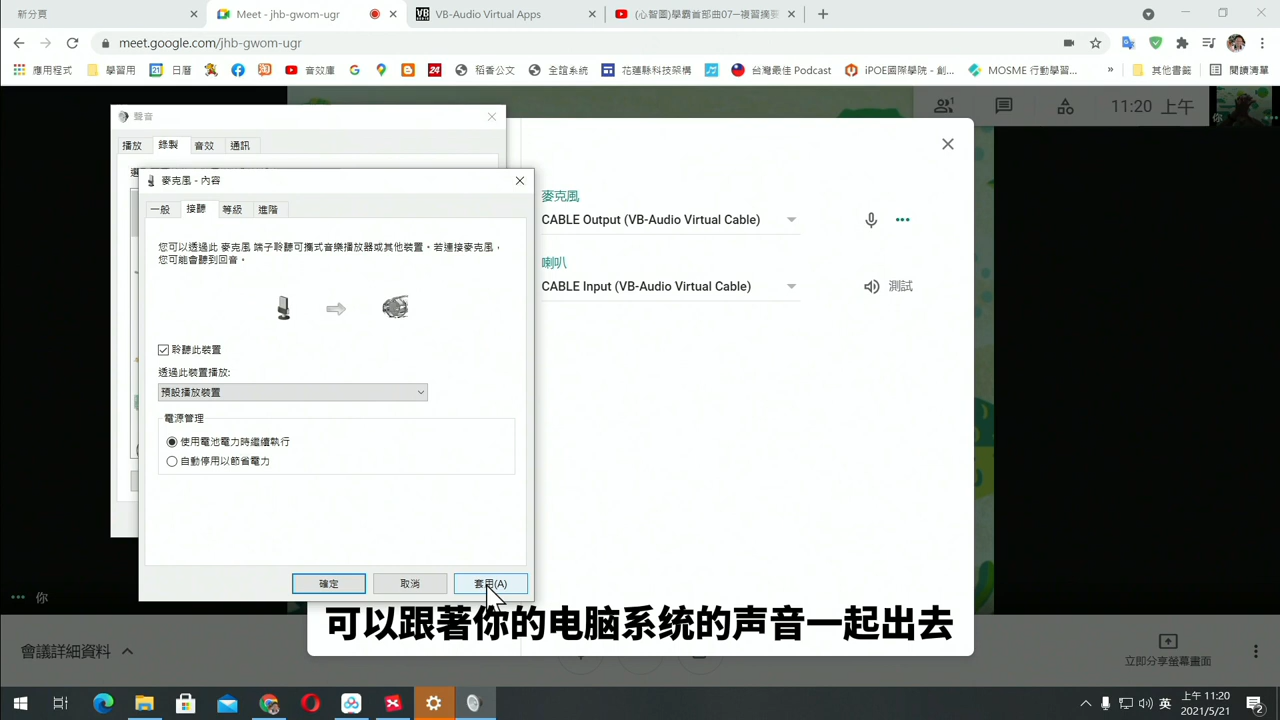 新分頁
Meet - jhb-gwom-ugr
VB-Audio Virtual Apps
(心智圖)學霸首部曲07─複習摘要
meet.google.com/jhb-gwom-ugr
應用程式
學習用
日曆
音效庫
稻香公文
全誼系統
花蓮縣科技架構
台灣最佳 Podcast
iPOE國際學院 - 創...
MOSME 行動學習...
»
其他書籤
閱讀清單
11:20 上午
你
聲音
播放
錄製
音效
通訊
麥克風 - 內容
一般
接聽
等級
進階
您可以透過此 麥克風 端子聆聽可攜式音樂播放器或其他裝置。若連接麥克風，
您可能會聽到回音。
聆聽此裝置
透過此裝置播放:
預設播放裝置
電源管理
使用電池電力時繼續執行
自動停用以節省電力
確定
取消
套用(A)
麥克風
CABLE Output (VB-Audio Virtual Cable)
喇叭
CABLE Input (VB-Audio Virtual Cable)
測試
你
可以跟著你的电脑系统的声音一起出去
會議詳細資料
立即分享螢幕畫面
英
上午 11:20
2021/5/21
2